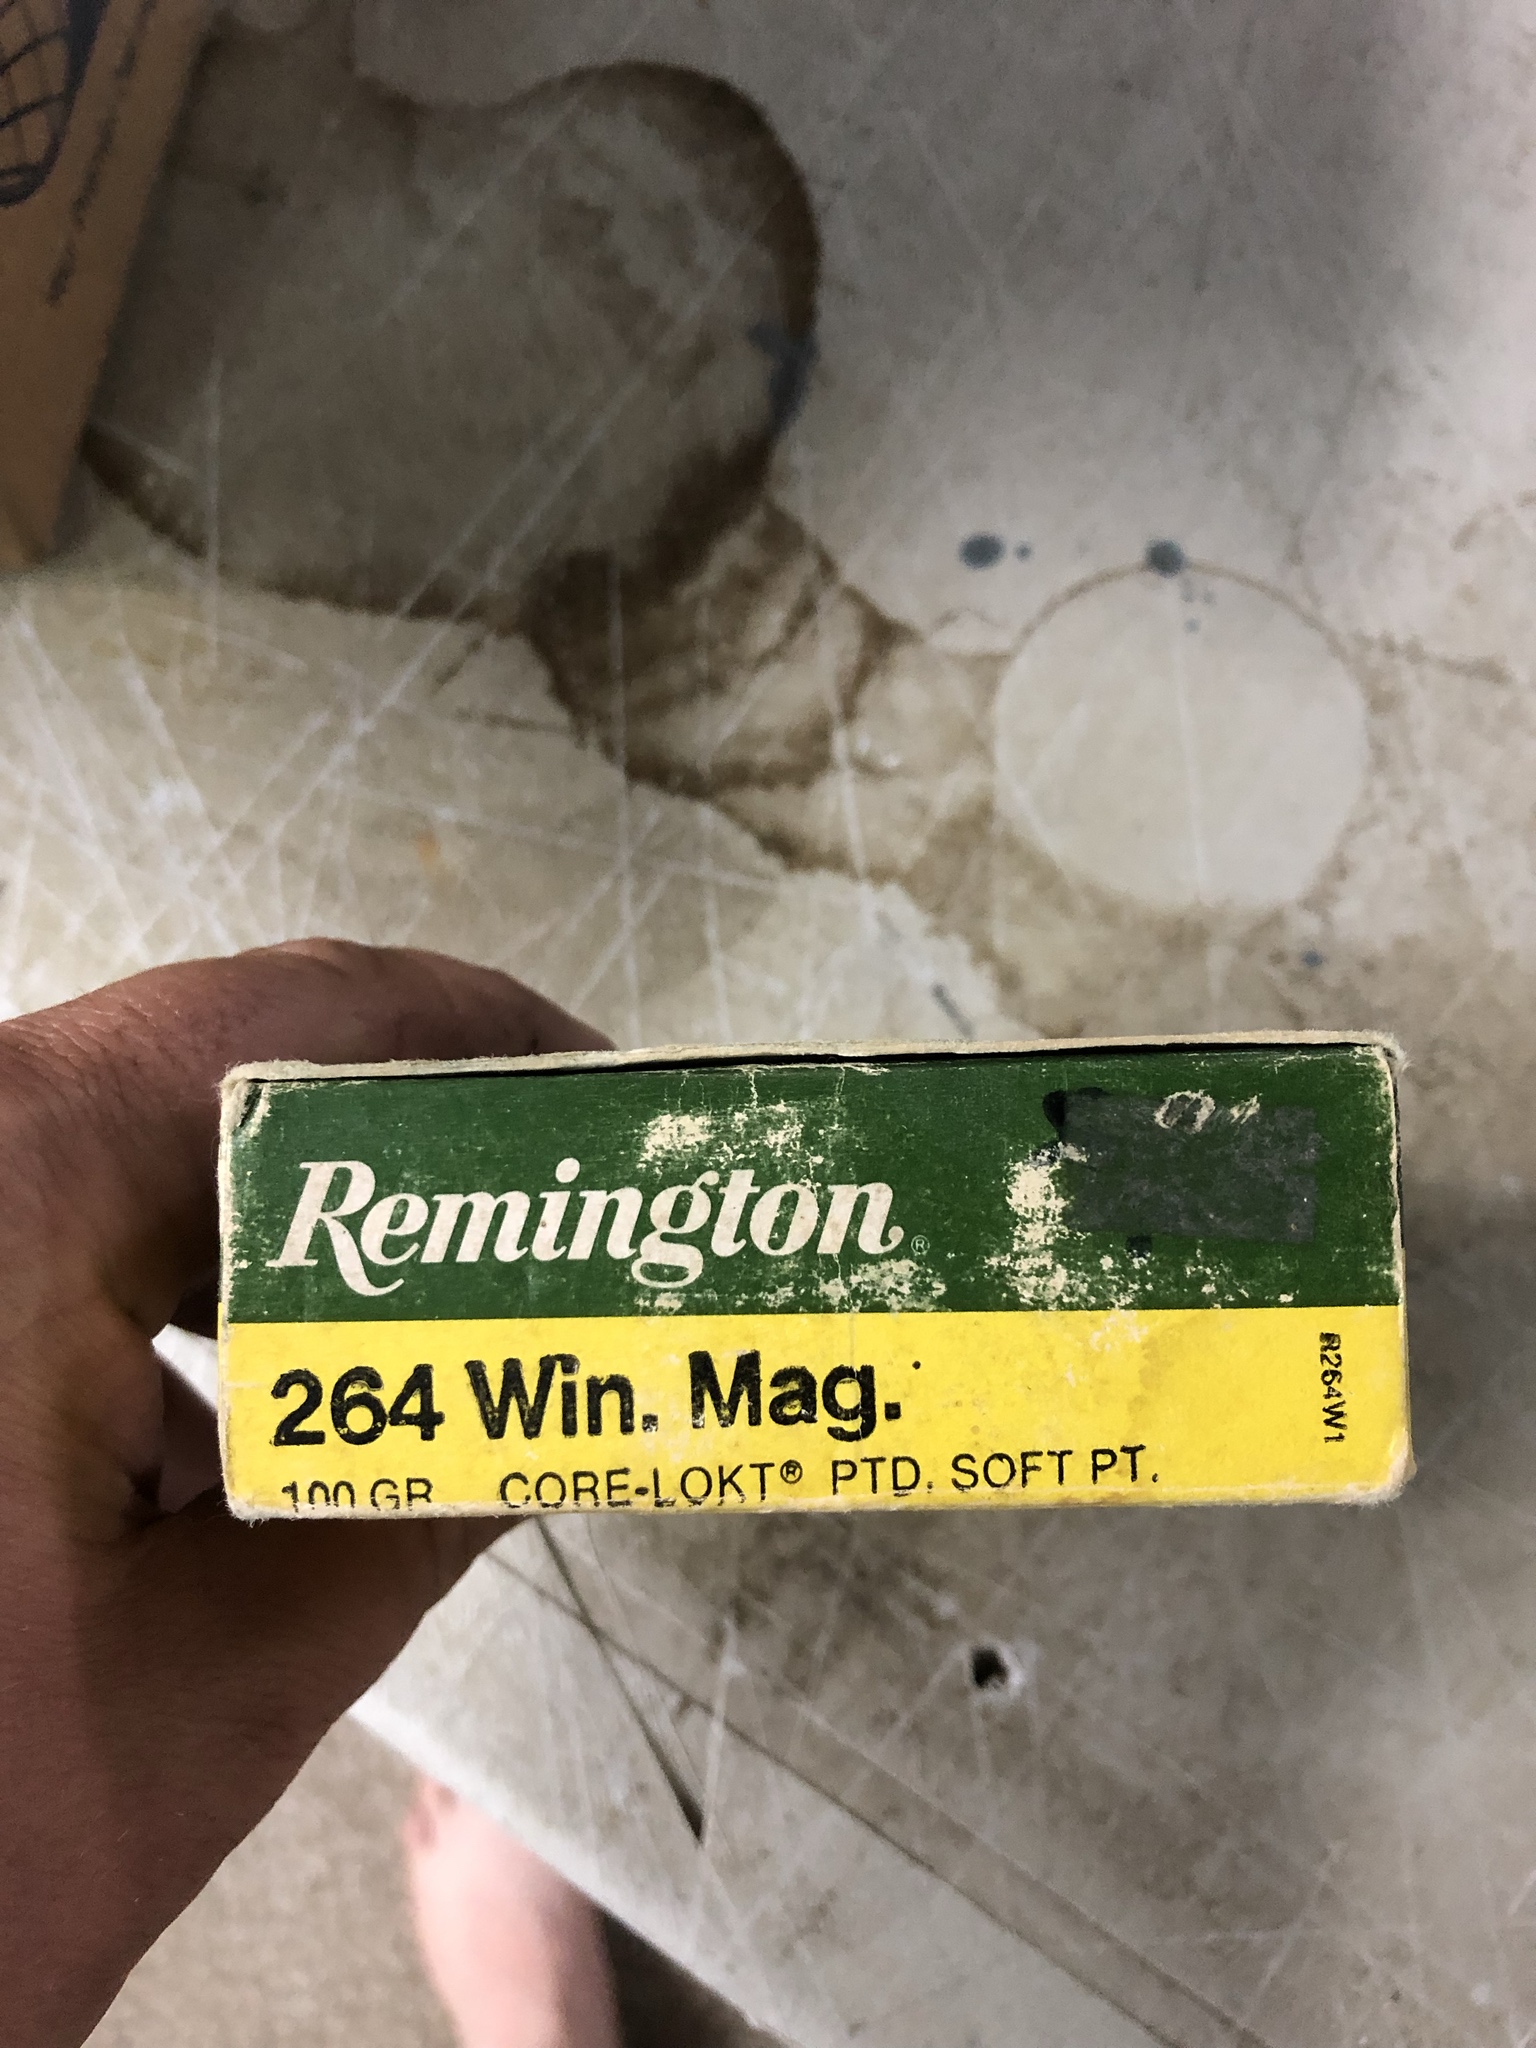 Remington®
264 Win. Mag.
100 GR CORE-LOKT® PTD. SOFT PT.
R264W1